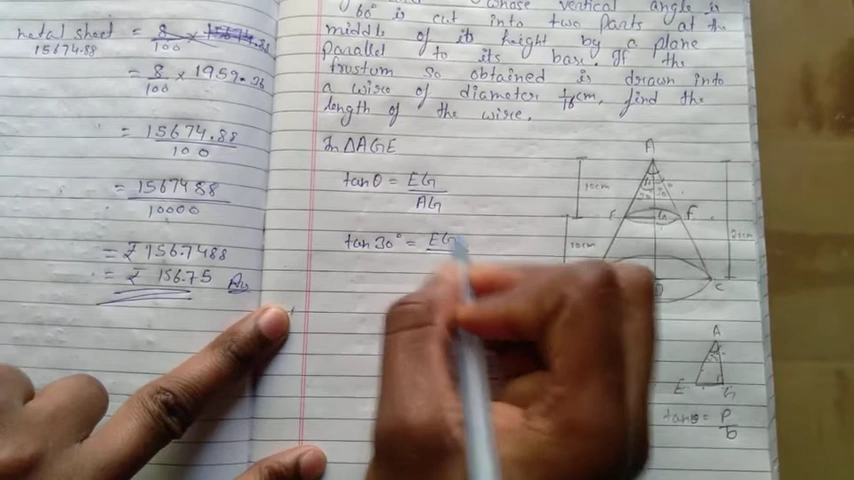 metal sheet = 8/100 × 15674.88
15674.88
= 8/100 × 1959.36
= 15674.88/100
= 1567488/10000
= ₹ 156.7488
= ₹ 156.75 Ans
whose vertical angle is
60° is cut into two parts at the
middle of its height by a plane
parallel to its base. If the
frustum so obtained is drawn into
a wire of diameter 1/16 cm, find the
length of the wire.
In ΔAGE
tanθ = EG/AG
tan 30° = EG
A
10cm
G F
10cm
C
A
E G
tanθ = P/b